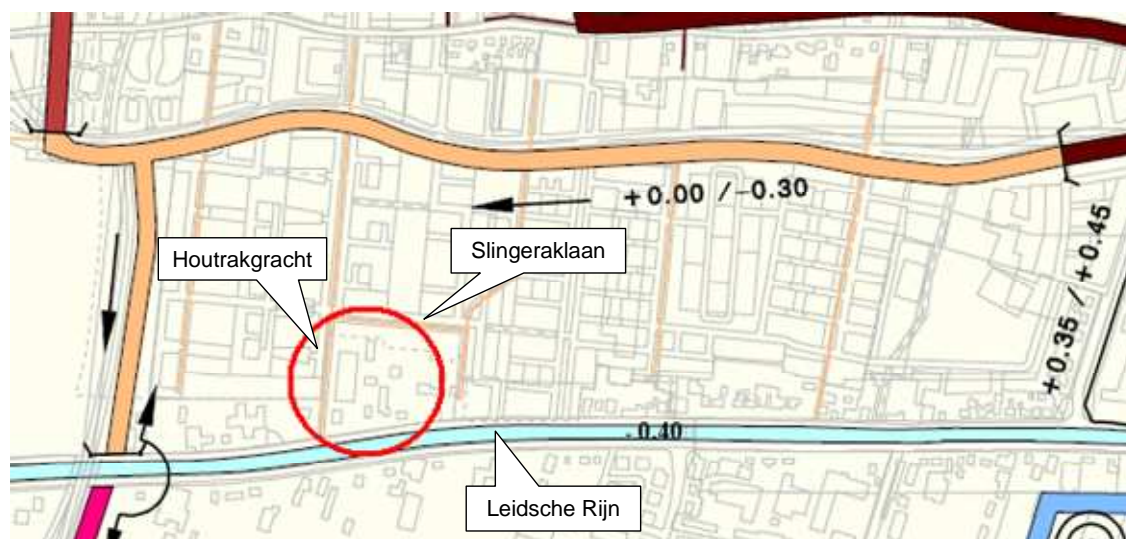 +0.00 / -0.30
Slingeraklaan
Houtrakgracht
+0.35 / +0.45
-0.40
Leidsche Rijn